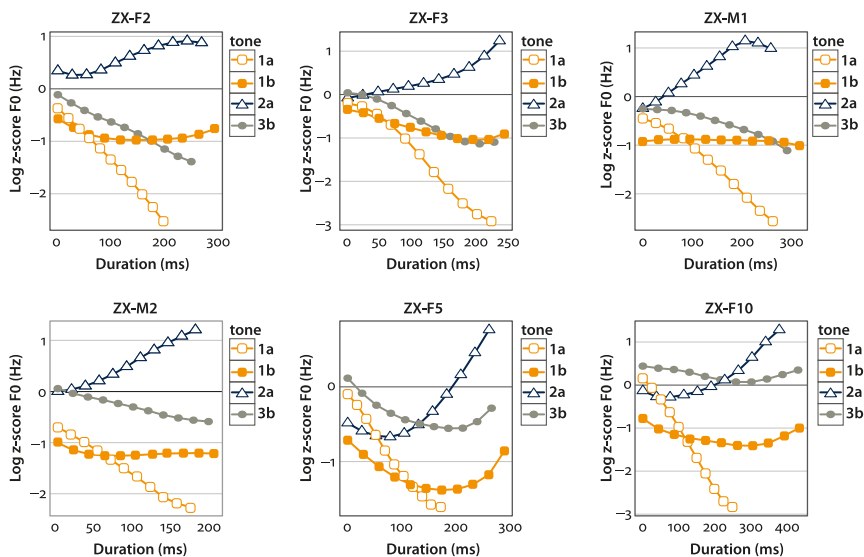 ZX-F2
Log z-score F0 (Hz)
1
0
−1
−2
0 100 200 300
Duration (ms)
tone
1a
1b
2a
3b
ZX-F3
Log z-score F0 (Hz)
1
0
−1
−2
−3
0 50 100 150 200 250
Duration (ms)
tone
1a
1b
2a
3b
ZX-M1
Log z-score F0 (Hz)
1
0
−1
−2
0 100 200 300
Duration (ms)
tone
1a
1b
2a
3b
ZX-M2
Log z-score F0 (Hz)
1
0
−1
−2
0 50 100 150 200
Duration (ms)
tone
1a
1b
2a
3b
ZX-F5
Log z-score F0 (Hz)
0
−1
0 100 200 300
Duration (ms)
tone
1a
1b
2a
3b
ZX-F10
Log z-score F0 (Hz)
1
0
−1
−2
−3
0 100 200 300 400
Duration (ms)
tone
1a
1b
2a
3b